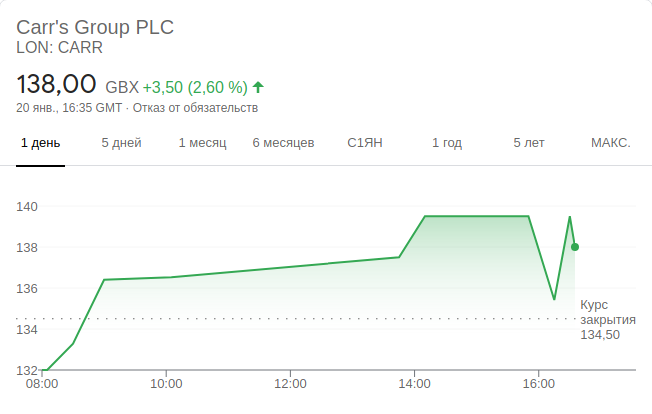 Carr's Group PLC
LON: CARR
138,00 GBX +3,50 (2,60 %)
20 янв., 16:35 GMT · Отказ от обязательств
1 день 5 дней 1 месяц 6 месяцев С1ЯН 1 год 5 лет МАКС.
140
138
136
134
132
Курс
закрытия
134,50
08:00 10:00 12:00 14:00 16:00